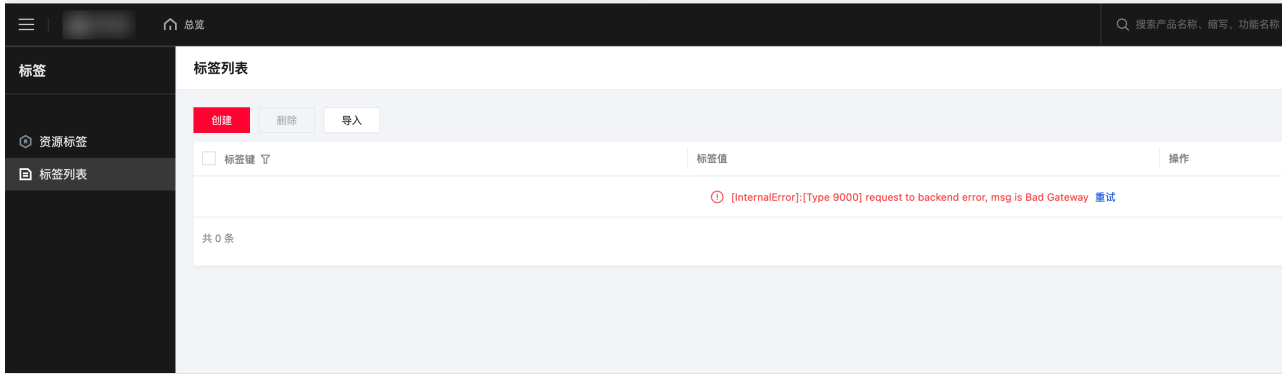 总览
搜索产品名称、缩写、功能名称
标签
标签列表
创建 删除 导入
资源标签
标签列表
标签键 标签值 操作
[InternalError]:[Type 9000] request to backend error, msg is Bad Gateway 重试
共 0 条